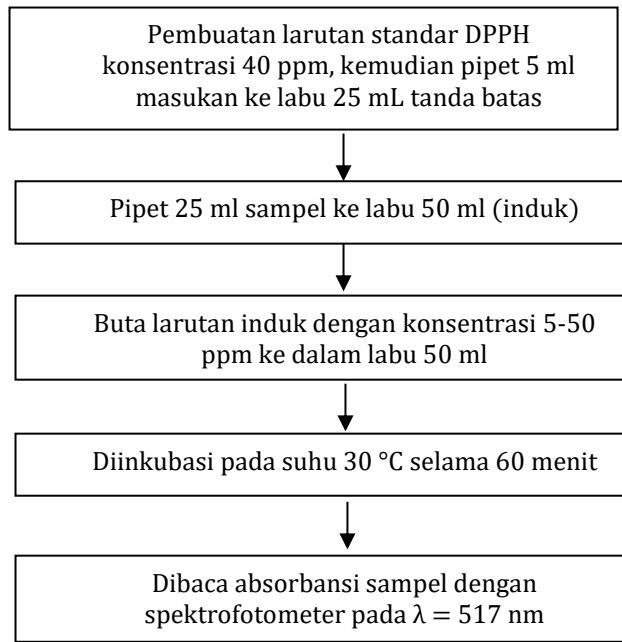 Pembuatan larutan standar DPPH
konsentrasi 40 ppm, kemudian pipet 5 ml
masukan ke labu 25 mL tanda batas
Pipet 25 ml sampel ke labu 50 ml (induk)
Buta larutan induk dengan konsentrasi 5-50
ppm ke dalam labu 50 ml
Diinkubasi pada suhu 30 °C selama 60 menit
Dibaca absorbansi sampel dengan
spektrofotometer pada λ = 517 nm